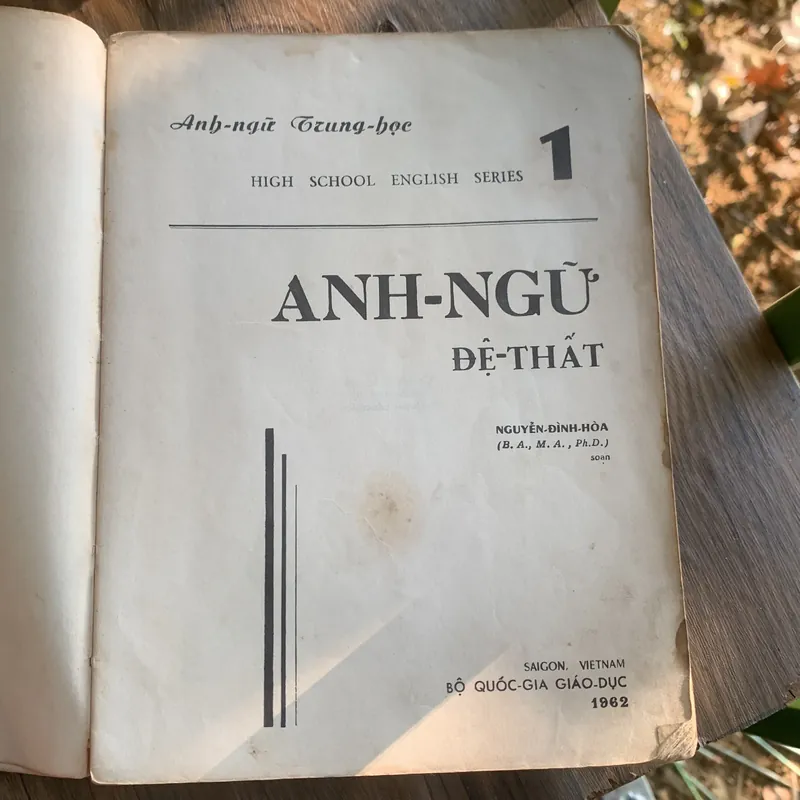 Anh-ngữ Trung-học
HIGH SCHOOL ENGLISH SERIES 1
ANH-NGỮ
ĐỆ-THẤT
NGUYỄN-ĐÌNH-HÒA
(B. A., M. A., Ph.D.)
soạn
SAIGON, VIETNAM
BỘ QUỐC-GIA GIÁO-DỤC
1962